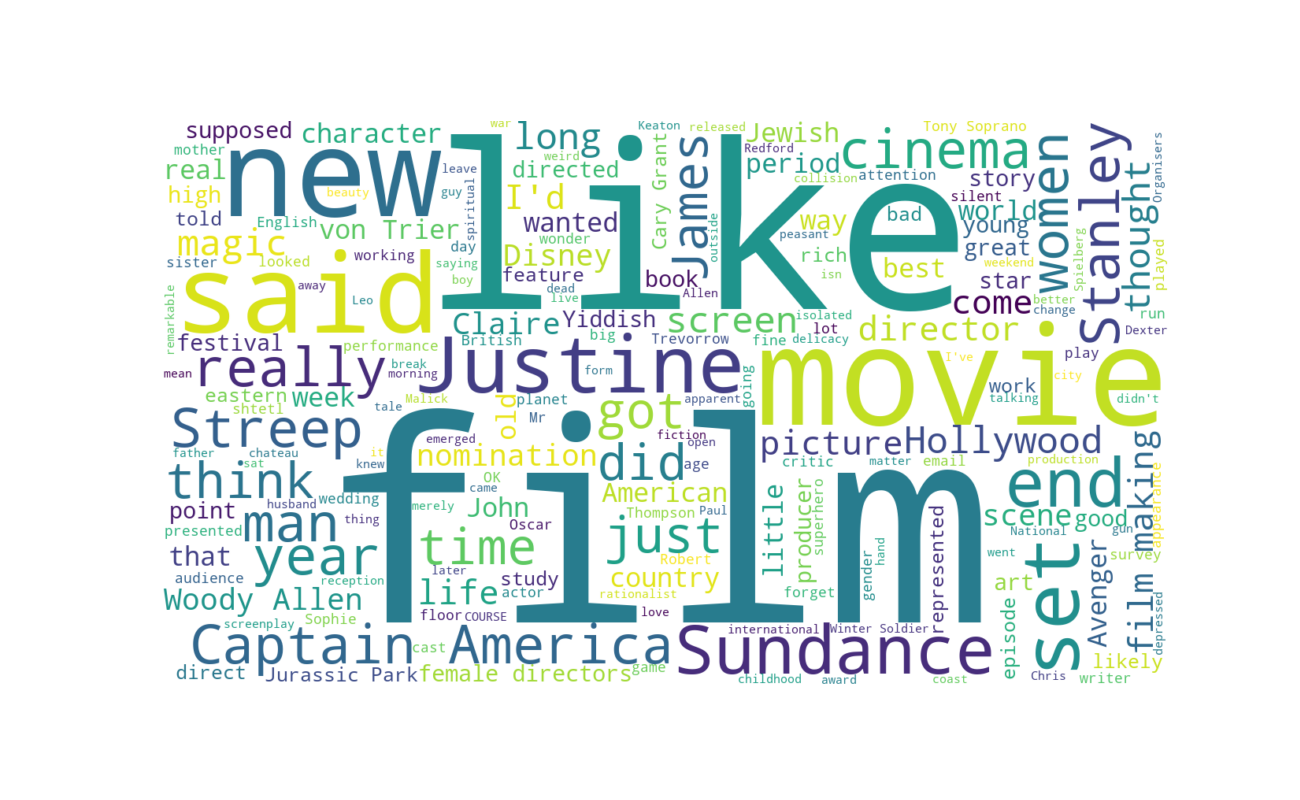 war
Keaton
released
supposed
character
long
Jewish
Tony Soprano
cinema
mother
weird
Redford
real
new
like
leave
directed
James
period
story
women
Stanley
Organisers
high
beauty
guy
I'd
Cary Grant
collision
attention
silent
told
English
von Trier
spiritual
wanted
way
bad
world
thought
magic
day
wonder
outside
peasant
young
sister
looked
working
saying
Disney
rich
great
Spielberg
played
said
boy
feature
book
best
weekend
away
dead
star
better
remarkable
Leo
live
Allen
come
change
run
Claire
Yiddish
screen
isolated
director
festival
British
big
Trevorrow
fine
lot
delicacy
Dexter
performance
really
Justine
movie
I've
play
mean
morning
break
form
isn
city
eastern
week
planet
got
apparent
going
work
talking
didn't
shtetl
tale
Malick
old
Mr
Streep
father
chateau
it
emerged
film
fiction
picture
Hollywood
sat
knew
nomination
did
open
critic
matter
email
production
think
wedding
husband
OK
came
age
end
making
appearance
point
man
thing
merely
John
American
little
producer
superhero
scene
good
gun
presented
Oscar
Thompson
Paul
represented
National
that
year
time
just
Robert
gender
hand
went
survey
audience
reception
later
study
country
art
Avenger
film
depressed
life
actor
rationalist
forget
set
Woody Allen
Sophie
floor
COURSE
love
episode
screenplay
international
Winter Soldier
Captain America
cast
Sundance
likely
direct
Jurassic Park
female directors
game
childhood
award
coast
Chris
writer